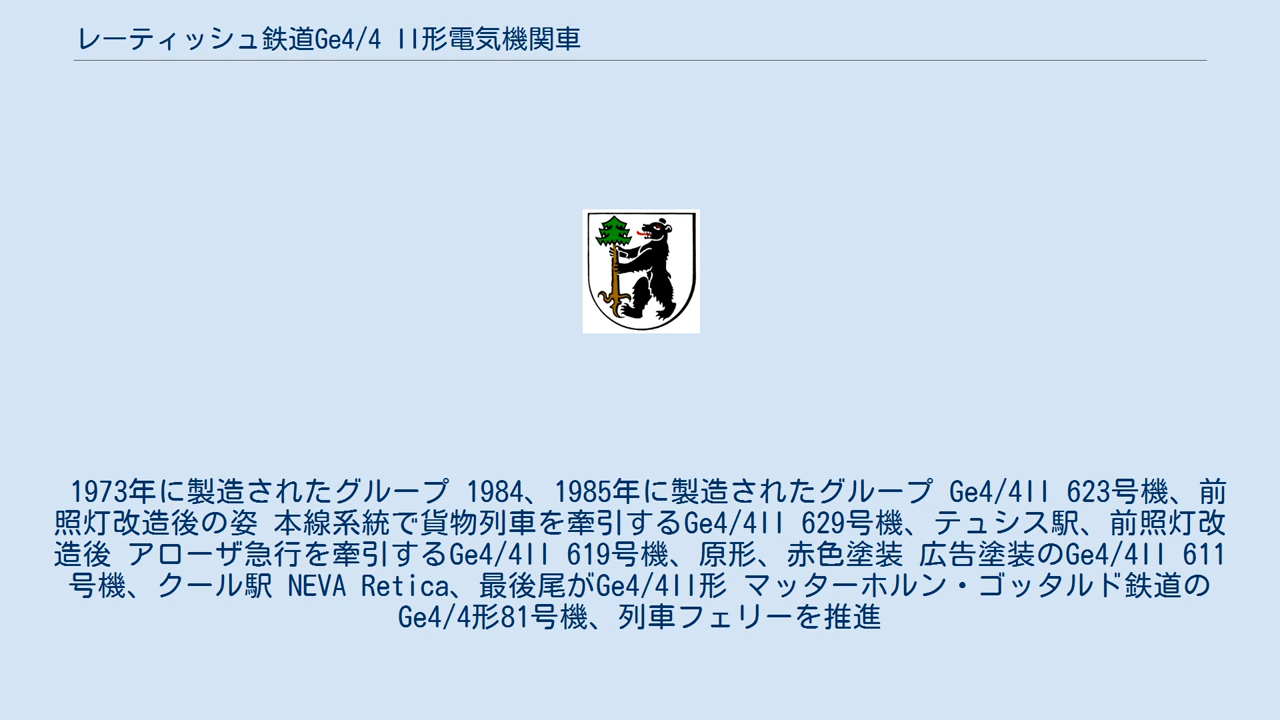 レーティッシュ鉄道Ge4/4 II形電気機関車
1973年に製造されたグループ 1984、1985年に製造されたグループ Ge4/4II 623号機、前
照灯改造後の姿 本線系統で貨物列車を牽引するGe4/4II 629号機、テュシス駅、前照灯改
造後 アローザ急行を牽引するGe4/4II 619号機、原形、赤色塗装 広告塗装のGe4/4II 611
号機、クール駅 NEVA Retica、最後尾がGe4/4II形 マッターホルン・ゴッタルド鉄道の
Ge4/4形81号機、列車フェリーを推進